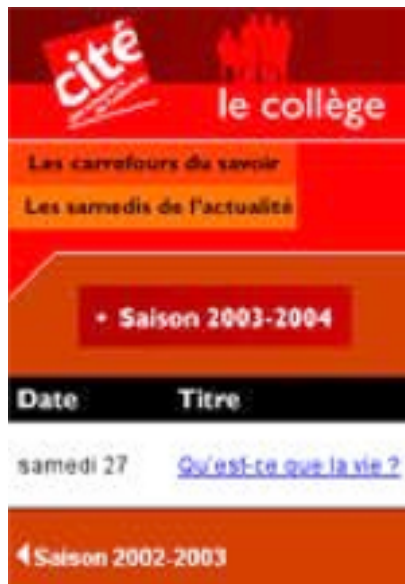 cité
le collège
Les carrefours du savoir
Les samedis de l'actualité
• Saison 2003-2004
Date Titre
samedi 27 Qu'est-ce que la vie ?
Saison 2002-2003